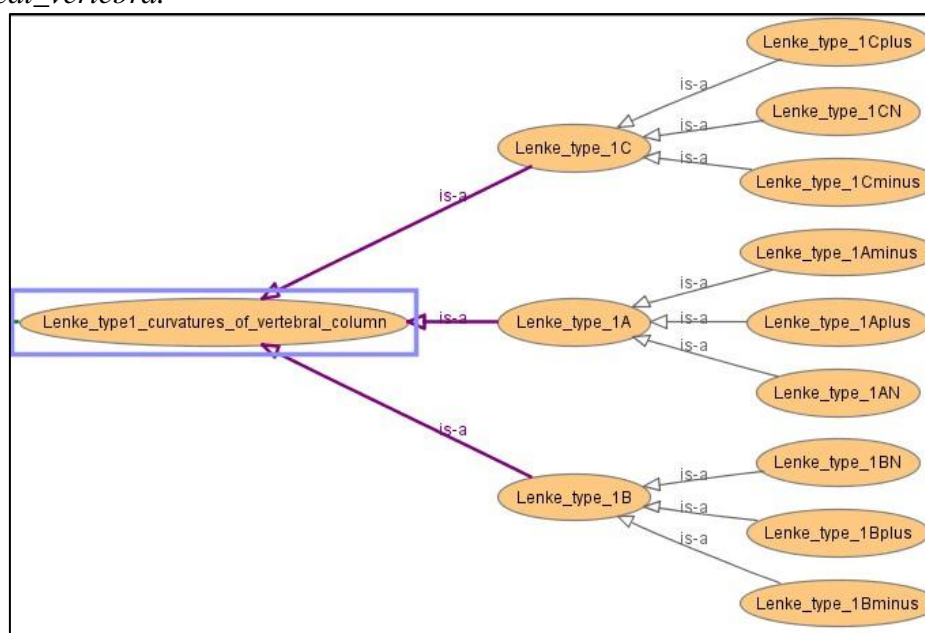 Lenke_type_1Cplus
is-a
Lenke_type_1CN
is-a
Lenke_type_1C
is-a
Lenke_type_1Cminus
is-a
Lenke_type_1Aminus
is-a
Lenke_type1_curvatures_of_vertebral_column
is-a
Lenke_type_1A
is-a
Lenke_type_1Aplus
is-a
Lenke_type_1AN
is-a
Lenke_type_1BN
is-a
Lenke_type_1B
is-a
Lenke_type_1Bplus
is-a
Lenke_type_1Bminus